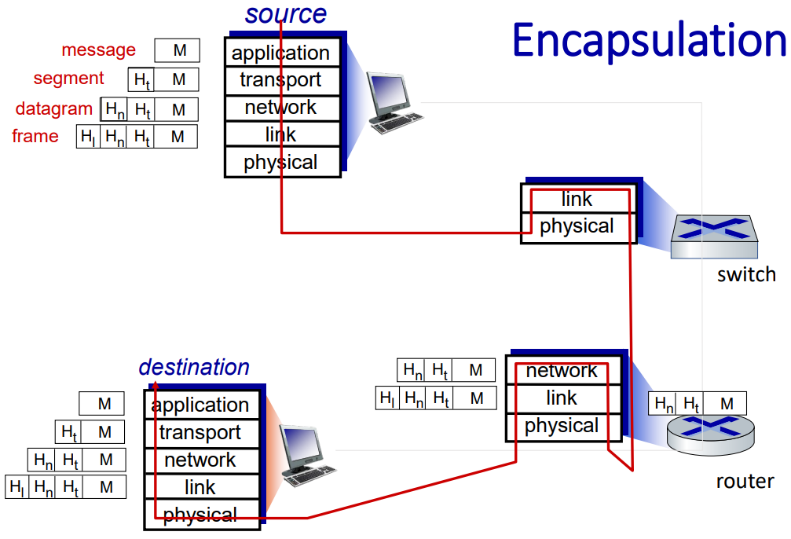 Encapsulation
source
message M
segment Ht M
datagram Hn Ht M
frame Hl Hn Ht M
application
transport
network
link
physical
link
physical
switch
destination
M
Ht M
Hn Ht M
Hl Hn Ht M
application
transport
network
link
physical
Hn Ht M
Hl Hn Ht M
network
link
physical
Hn Ht M
router